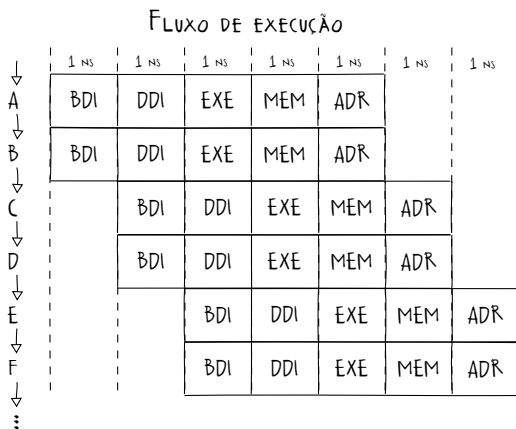 FLUXO DE EXECUÇÃO
1 NS 1 NS 1 NS 1 NS 1 NS 1 NS 1 NS
A BDI DDI EXE MEM ADR
B BDI DDI EXE MEM ADR
C BDI DDI EXE MEM ADR
D BDI DDI EXE MEM ADR
E BDI DDI EXE MEM ADR
F BDI DDI EXE MEM ADR